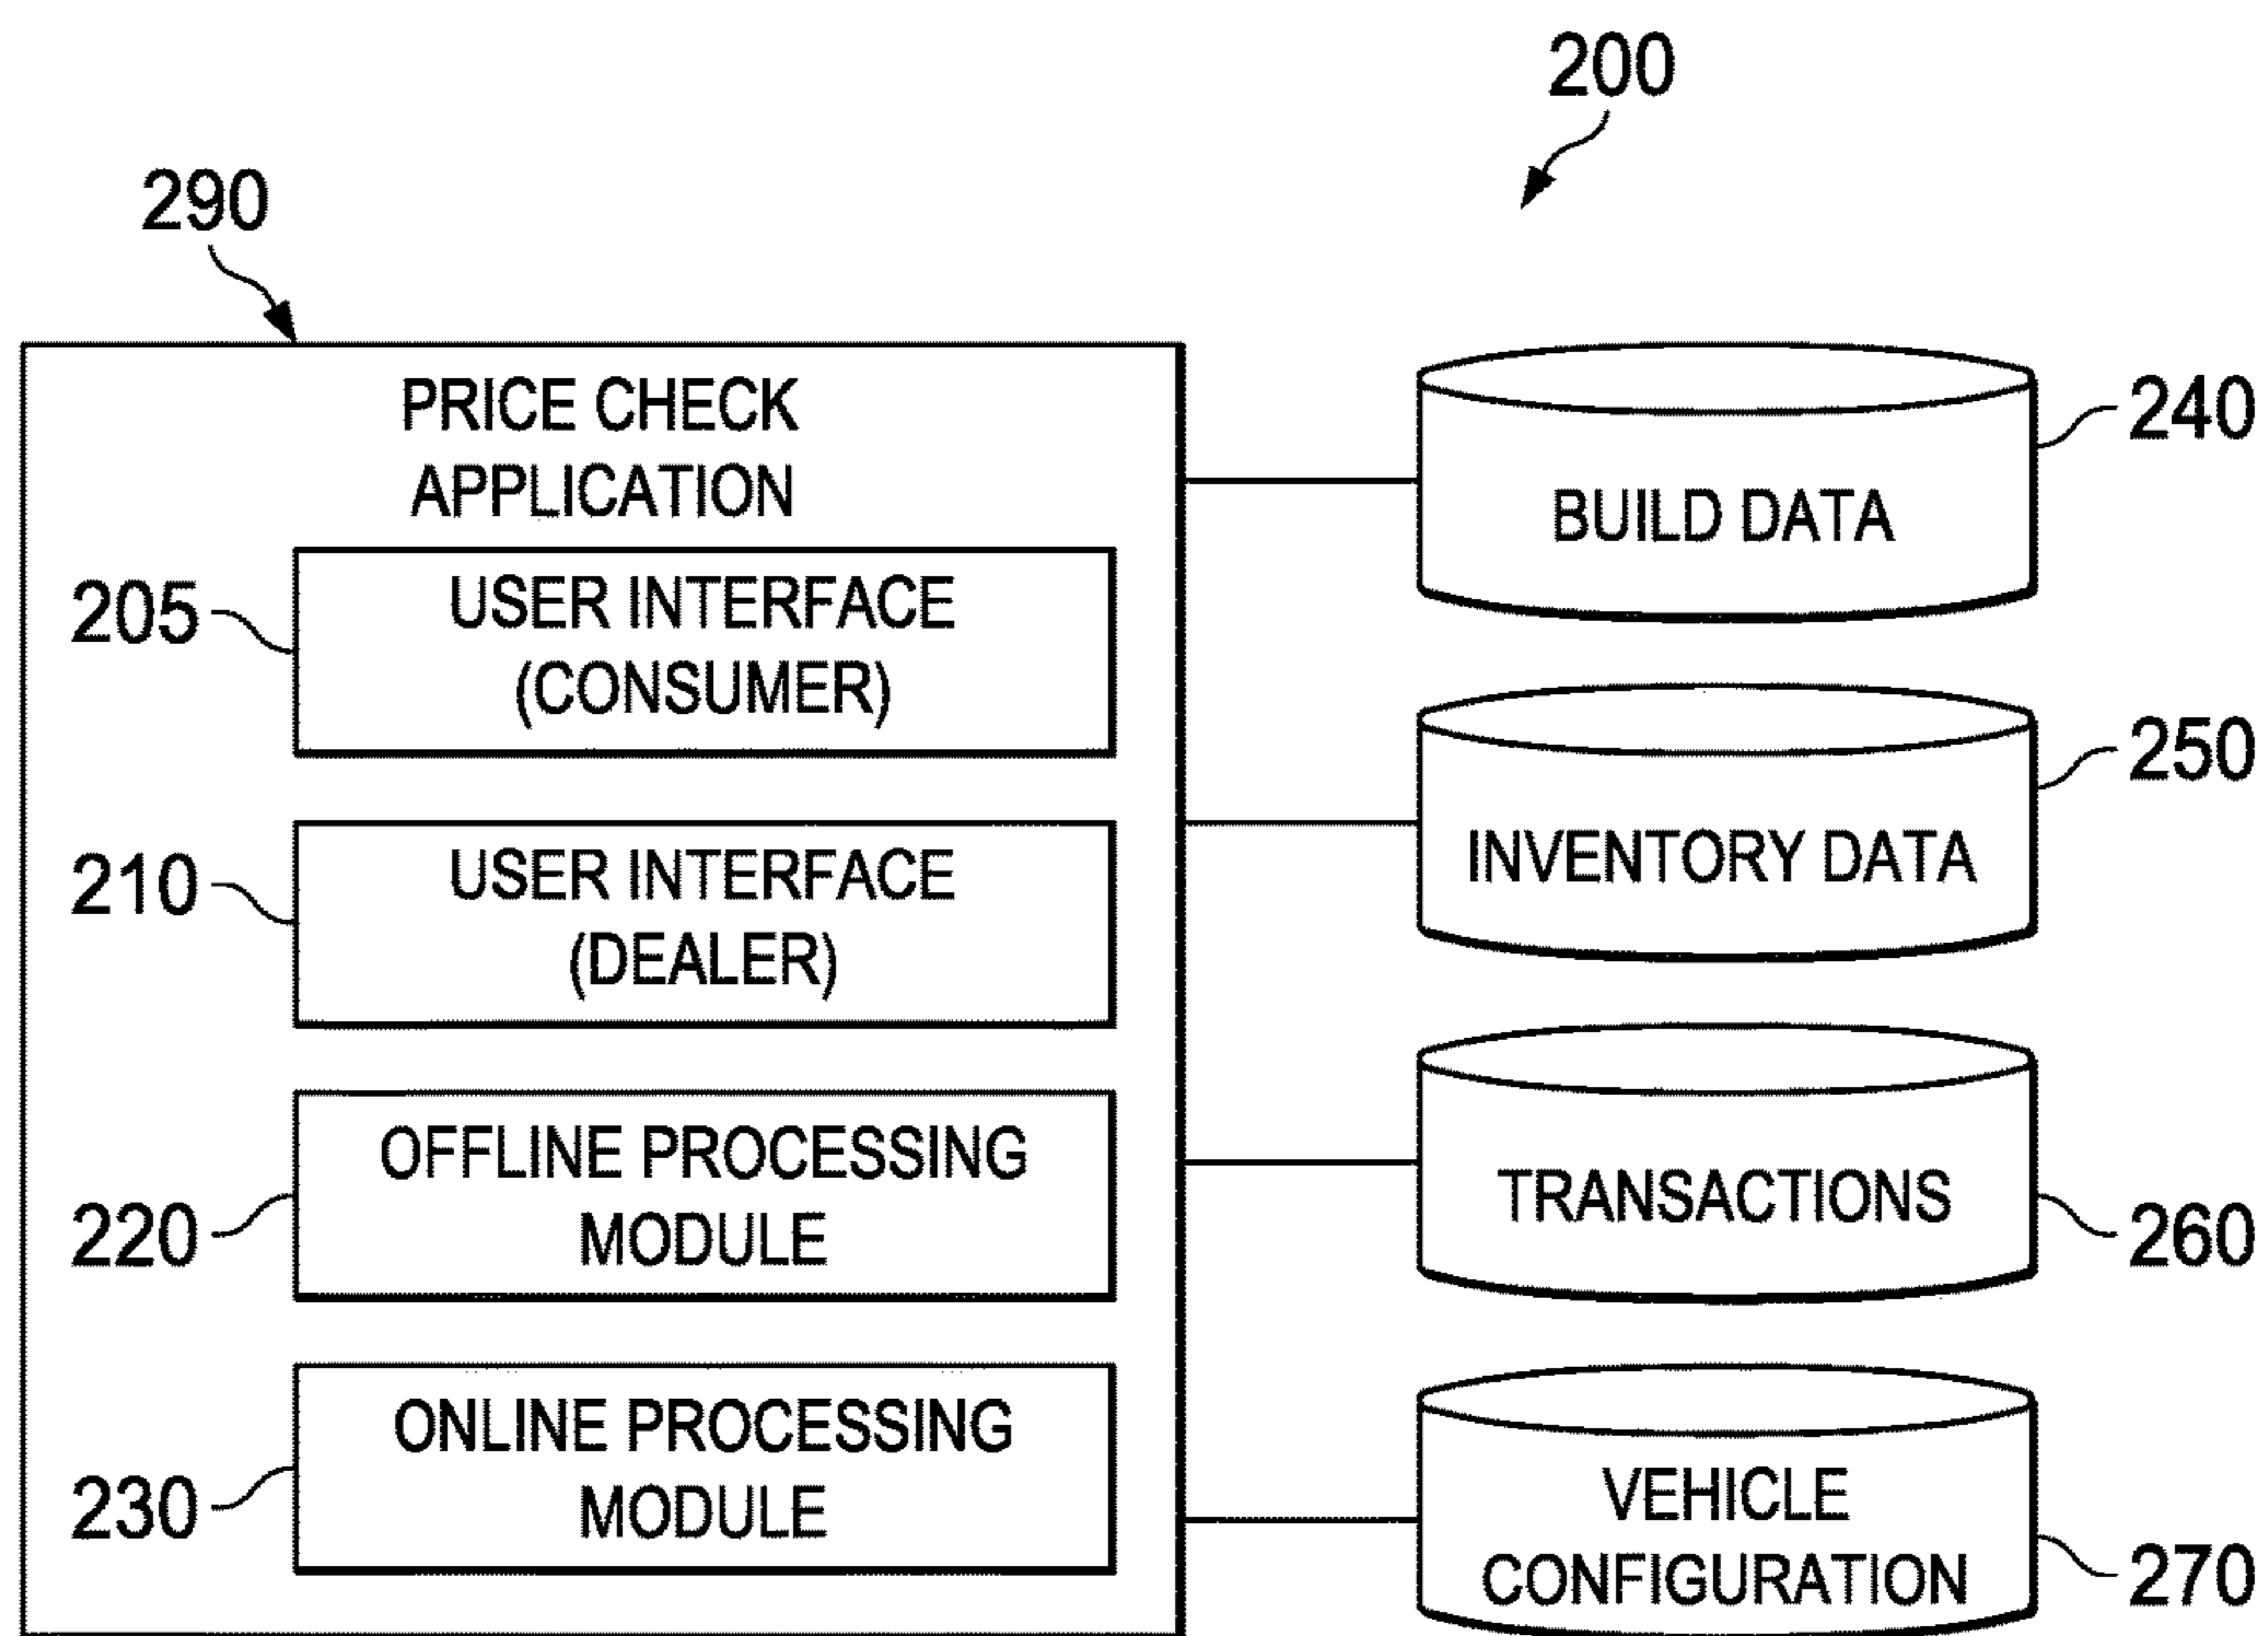 200
290
PRICE CHECK
APPLICATION
205
USER INTERFACE
(CONSUMER)
210
USER INTERFACE
(DEALER)
220
OFFLINE PROCESSING
MODULE
230
ONLINE PROCESSING
MODULE
240
BUILD DATA
250
INVENTORY DATA
TRANSACTIONS
260
VEHICLE
CONFIGURATION
270